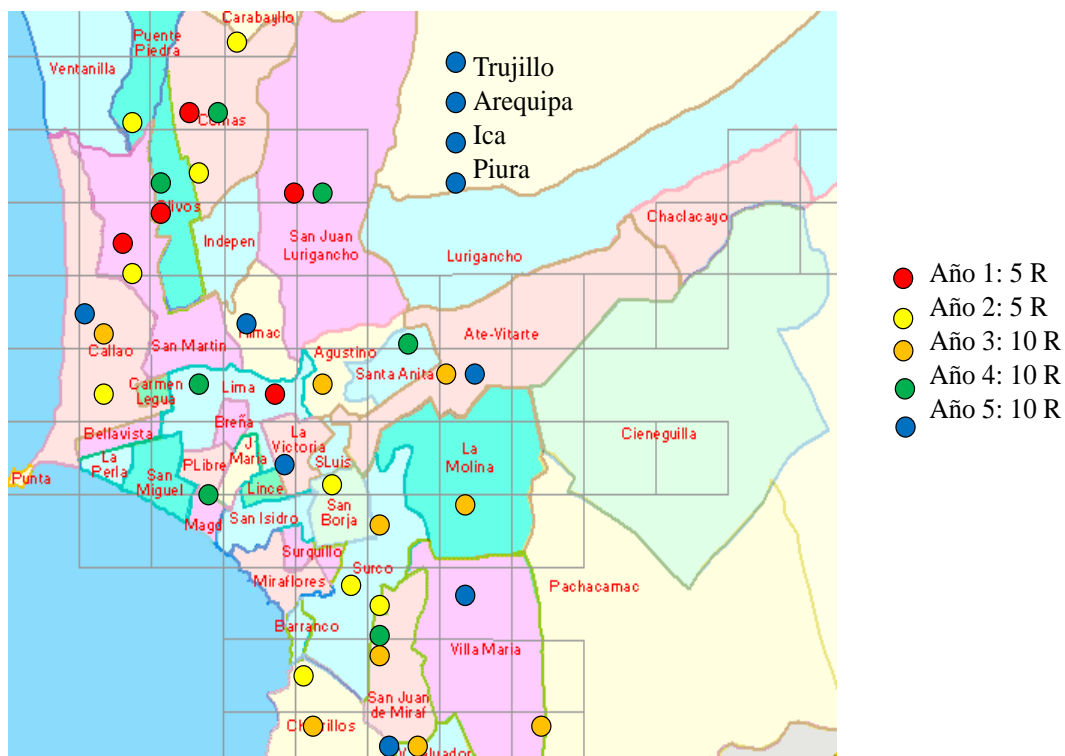 Carabayllo
Puente
Piedra
Ventanilla
Trujillo
Arequipa
Ica
Piura
Comas
Olivos
Indepen
San Juan
Lurigancho
Lurigancho
Chaclacayo
Año 1: 5 R
Año 2: 5 R
Año 3: 10 R
Año 4: 10 R
Año 5: 10 R
Callao
San Martin
Rimac
Agustino
Ate-Vitarte
Santa Anita
Carmen
Legua
Lima
Bellavista
Breña
La
Victoria
J
Maria
SLuis
La
Molina
Cieneguilla
Punta
La
Perla
San
Miguel
PLibre
Lince
Magd
San Isidro
San
Borja
Surquillo
Miraflores
Surco
Barranco
Pachacamac
Villa Maria
San Juan
de Miraf
Chorrillos
Salvador